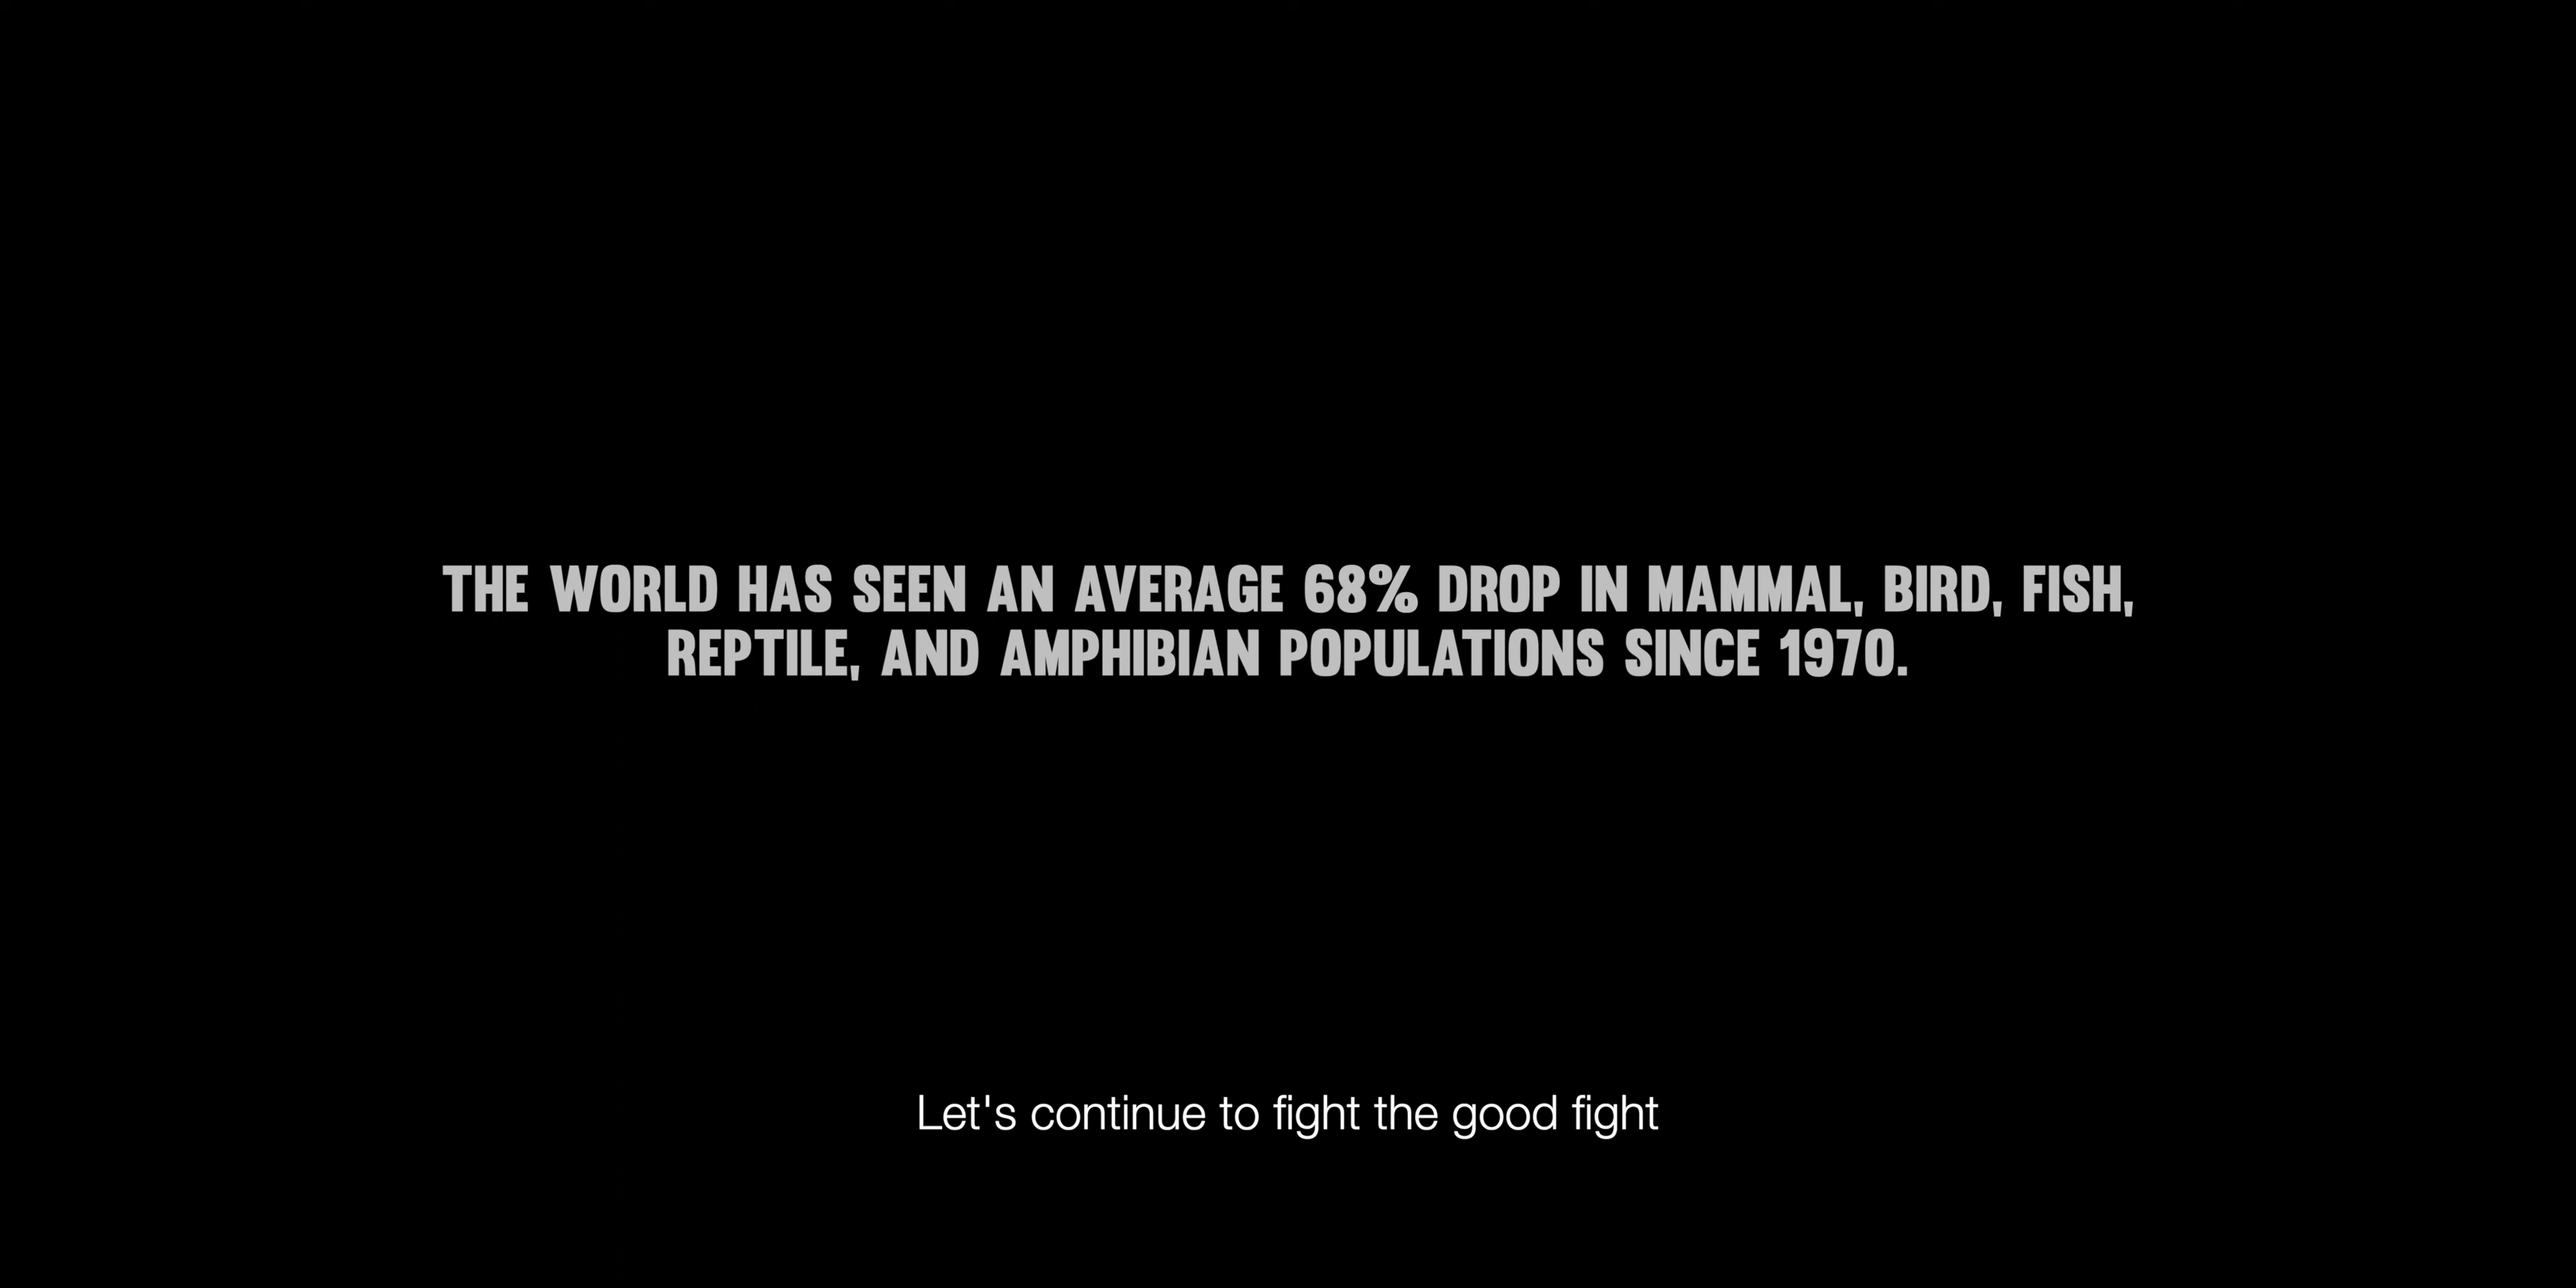 THE WORLD HAS SEEN AN AVERAGE 68% DROP IN MAMMAL, BIRD, FISH,
REPTILE, AND AMPHIBIAN POPULATIONS SINCE 1970.
Let's continue to fight the good fight